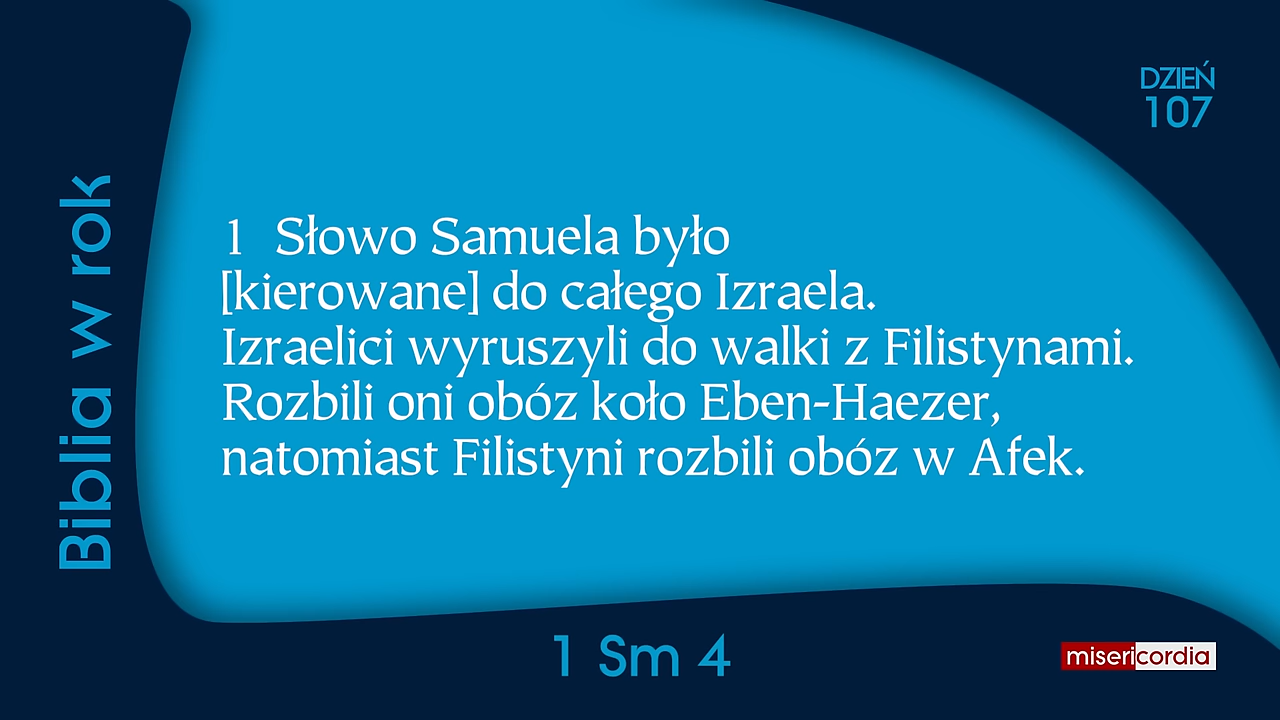 DZIEŃ
107
Biblia w rok
1 Słowo Samuela było
[kierowane] do całego Izraela.
Izraelici wyruszyli do walki z Filistynami.
Rozbili oni obóz koło Eben-Haezer,
natomiast Filistyni rozbili obóz w Afek.
1 Sm 4
misericordia